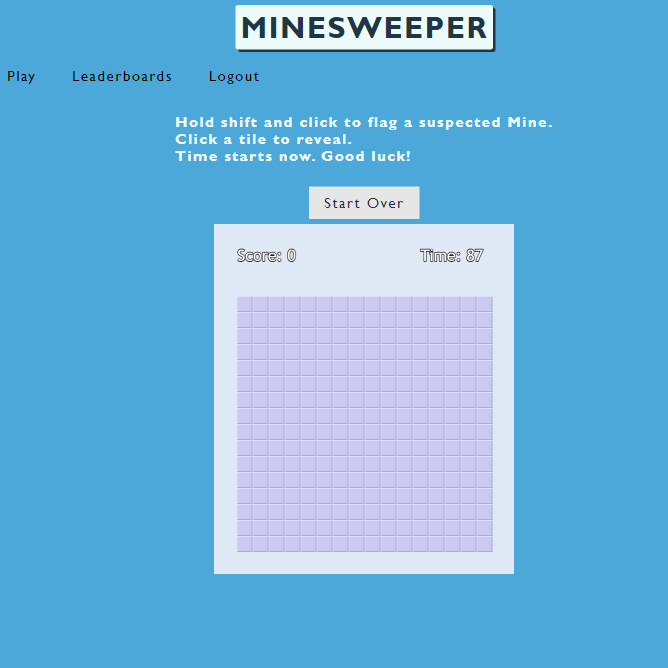 MINESWEEPER
Play Leaderboards Logout
Hold shift and click to flag a suspected Mine.
Click a tile to reveal.
Time starts now. Good luck!
Start Over
Score: 0 Time: 87